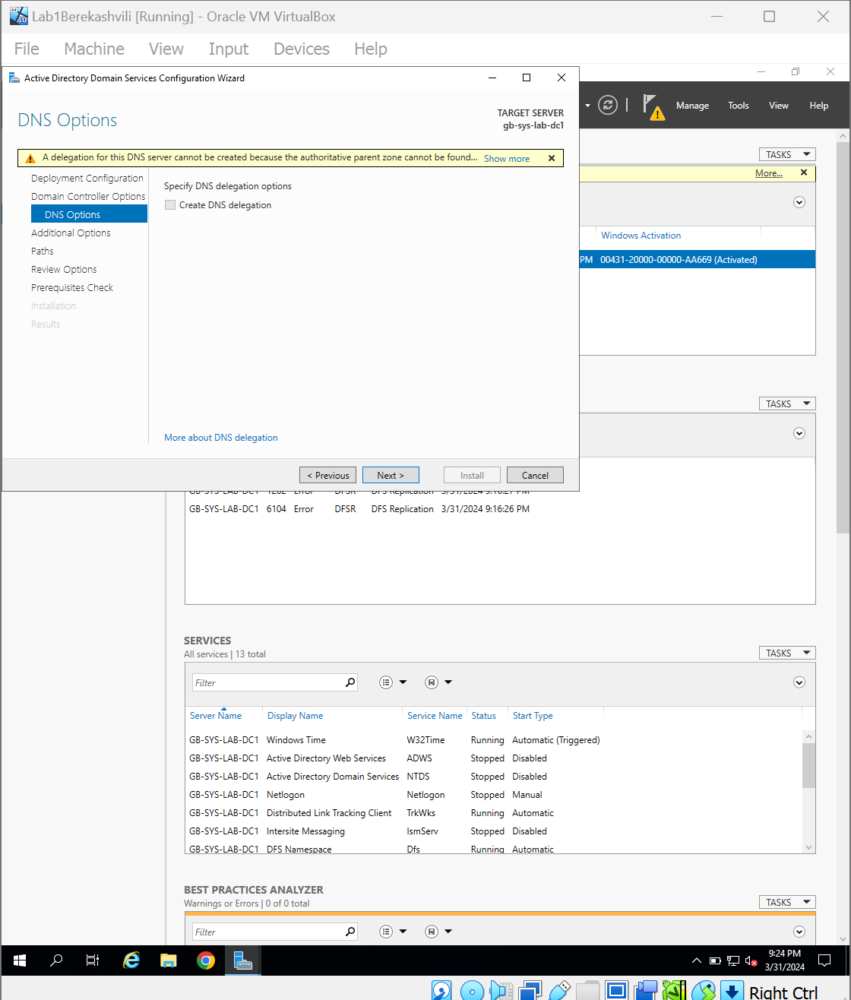 Lab1Berekashvili [Running] - Oracle VM VirtualBox
File Machine View Input Devices Help
Active Directory Domain Services Configuration Wizard
DNS Options
TARGET SERVER
gb-sys-lab-dc1
Manage Tools View Help
A delegation for this DNS server cannot be created because the authoritative parent zone cannot be found... Show more
Deployment Configuration
Domain Controller Options
DNS Options
Additional Options
Paths
Review Options
Prerequisites Check
Installation
Results
Specify DNS delegation options
Create DNS delegation
More about DNS delegation
< Previous Next > Install Cancel
TASKS
More...
Windows Activation
PM 00431-20000-00000-AA669 (Activated)
TASKS
GB-SYS-LAB-DC1 1202 Error DFSR DFS Replication 3/31/2024 9:16:27 PM
GB-SYS-LAB-DC1 6104 Error DFSR DFS Replication 3/31/2024 9:16:26 PM
SERVICES
All services | 13 total
TASKS
Filter
Server Name Display Name Service Name Status Start Type
GB-SYS-LAB-DC1 Windows Time W32Time Running Automatic (Triggered)
GB-SYS-LAB-DC1 Active Directory Web Services ADWS Stopped Disabled
GB-SYS-LAB-DC1 Active Directory Domain Services NTDS Stopped Disabled
GB-SYS-LAB-DC1 Netlogon Netlogon Stopped Manual
GB-SYS-LAB-DC1 Distributed Link Tracking Client TrkWks Running Automatic
GB-SYS-LAB-DC1 Intersite Messaging IsmServ Stopped Disabled
GB-SYS-LAB-DC1 DFS Namespace Dfs Running Automatic
BEST PRACTICES ANALYZER
Warnings or Errors | 0 of 0 total
TASKS
Filter
9:24 PM
3/31/2024
Right Ctrl